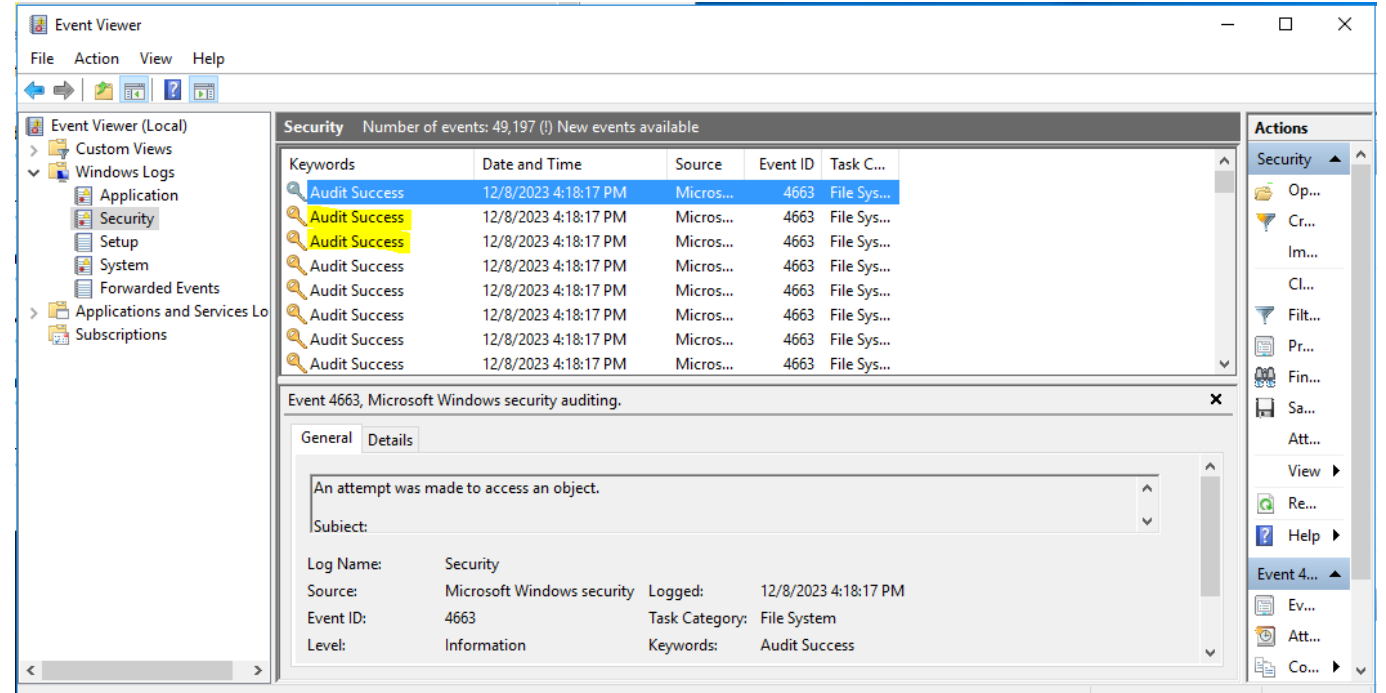 Event Viewer
File Action View Help
Event Viewer (Local)
Custom Views
Windows Logs
Application
Security
Setup
System
Forwarded Events
Applications and Services Lo
Subscriptions
Security Number of events: 49,197 (!) New events available
Keywords Date and Time Source Event ID Task C...
Audit Success 12/8/2023 4:18:17 PM Micros... 4663 File Sys...
Audit Success 12/8/2023 4:18:17 PM Micros... 4663 File Sys...
Audit Success 12/8/2023 4:18:17 PM Micros... 4663 File Sys...
Audit Success 12/8/2023 4:18:17 PM Micros... 4663 File Sys...
Audit Success 12/8/2023 4:18:17 PM Micros... 4663 File Sys...
Audit Success 12/8/2023 4:18:17 PM Micros... 4663 File Sys...
Audit Success 12/8/2023 4:18:17 PM Micros... 4663 File Sys...
Audit Success 12/8/2023 4:18:17 PM Micros... 4663 File Sys...
Event 4663, Microsoft Windows security auditing.
General Details
An attempt was made to access an object.
Subject:
Log Name: Security
Source: Microsoft Windows security Logged: 12/8/2023 4:18:17 PM
Event ID: 4663 Task Category: File System
Level: Information Keywords: Audit Success
Actions
Security
Op...
Cr...
Im...
Cl...
Filt...
Pr...
Fin...
Sa...
Att...
View
Re...
Help
Event 4...
Ev...
Att...
Co...